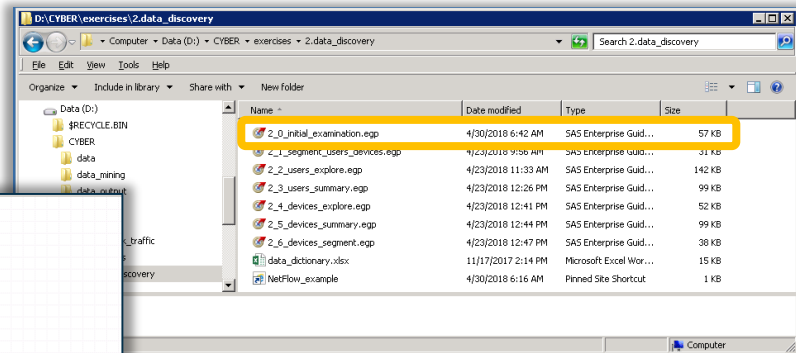 D:\CYBER\exercises\2.data_discovery
Computer Data (D:) CYBER exercises 2.data_discovery
Search 2.data_discovery
File Edit View Tools Help
Organize Include in library Share with New folder
Name Date modified Type Size
Data (D:)
$RECYCLE.BIN
CYBER
data
data_mining
data_output
k_traffic
s
scovery
2_0_initial_examination.egp 4/30/2018 6:42 AM SAS Enterprise Guid... 57 KB
2_1_segment_users_devices.egp 4/23/2018 9:56 AM SAS Enterprise Guid... 31 KB
2_2_users_explore.egp 4/23/2018 11:33 AM SAS Enterprise Guid... 142 KB
2_3_users_summary.egp 4/23/2018 12:26 PM SAS Enterprise Guid... 99 KB
2_4_devices_explore.egp 4/23/2018 12:41 PM SAS Enterprise Guid... 52 KB
2_5_devices_summary.egp 4/23/2018 12:44 PM SAS Enterprise Guid... 99 KB
2_6_devices_segment.egp 4/23/2018 12:47 PM SAS Enterprise Guid... 38 KB
data_dictionary.xlsx 11/17/2017 2:14 PM Microsoft Excel Wor... 15 KB
NetFlow_example 4/30/2018 6:16 AM Pinned Site Shortcut 1 KB
Computer